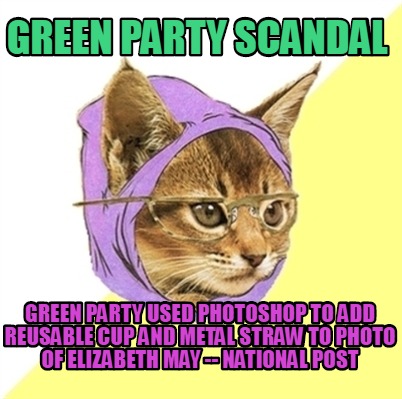 GREEN PARTY SCANDAL
GREEN PARTY USED PHOTOSHOP TO ADD
REUSABLE CUP AND METAL STRAW TO PHOTO
OF ELIZABETH MAY -- NATIONAL POST